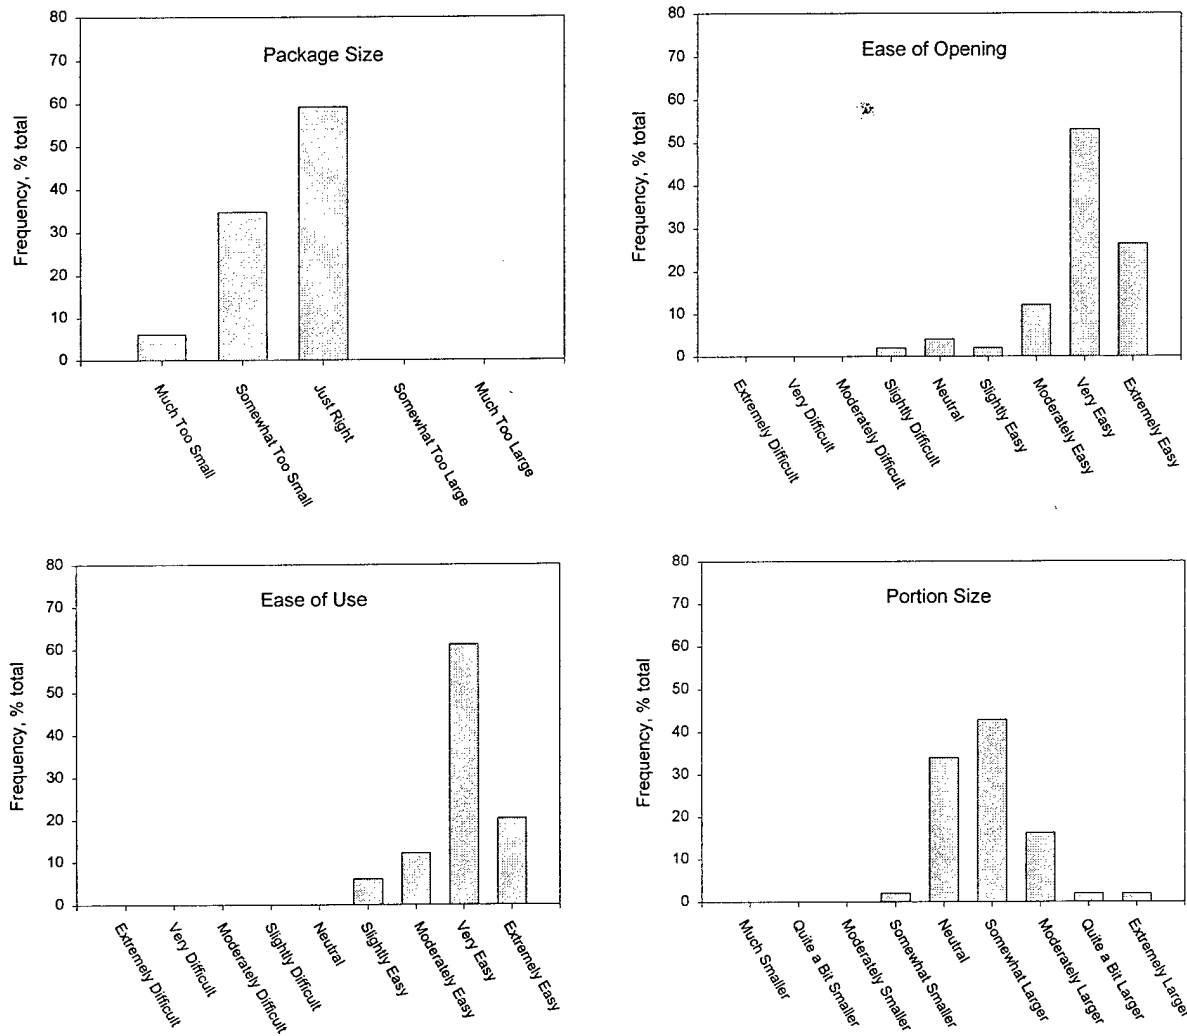 Package Size
Frequency, % total
80
70
60
50
40
30
20
10
0
Much Too Small
Somewhat Too Small
Just Right
Somewhat Too Large
Much Too Large
Ease of Opening
Frequency, % total
80
70
60
50
40
30
20
10
0
Extremely Difficult
Very Difficult
Moderately Difficult
Slightly Difficult
Neutral
Slightly Easy
Moderately Easy
Very Easy
Extremely Easy
Ease of Use
Frequency, % total
80
70
60
50
40
30
20
10
0
Extremely Difficult
Very Difficult
Moderately Difficult
Slightly Difficult
Neutral
Slightly Easy
Moderately Easy
Very Easy
Extremely Easy
Portion Size
Frequency, % total
80
70
60
50
40
30
20
10
0
Much Smaller
Quite a Bit Smaller
Moderately Smaller
Somewhat Smaller
Neutral
Somewhat Larger
Moderately Larger
Quite a Bit Larger
Extremely Larger